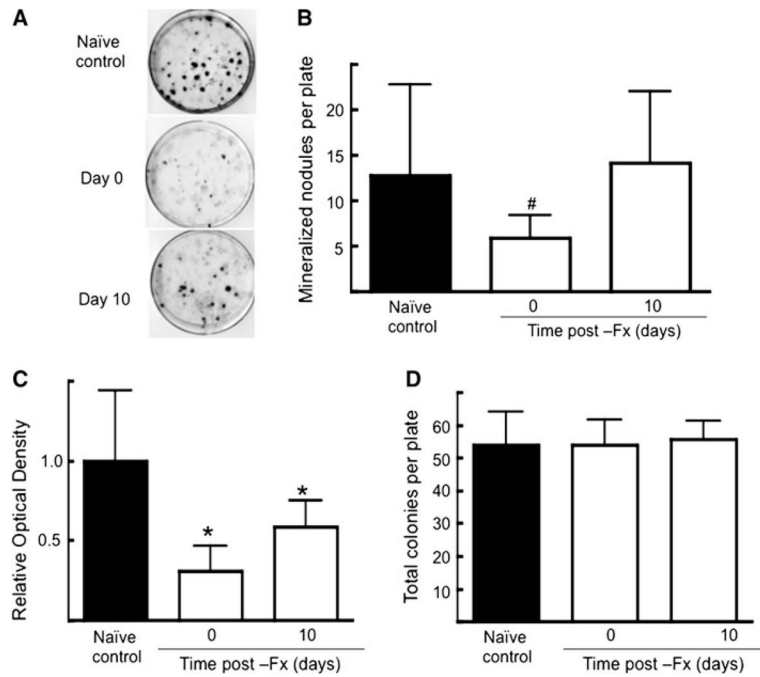 A
Naïve
control
Day 0
Day 10
B
Mineralized nodules per plate
20
15
10
5
#
Naïve
control
0
10
Time post –Fx (days)
C
Relative Optical Density
1.0
0.5
*
*
Naïve
control
0
10
Time post –Fx (days)
D
Total colonies per plate
60
50
40
30
20
10
Naïve
control
0
10
Time post –Fx (days)